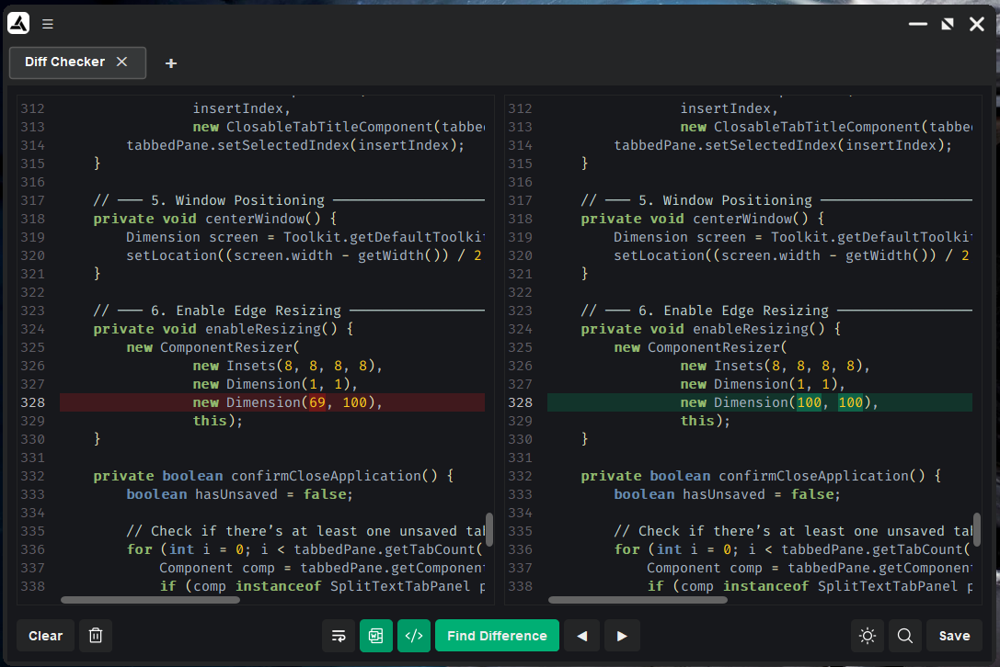 Diff Checker
312 insertIndex,
313 new ClosableTabTitleComponent(tabbe
314 tabbedPane.setSelectedIndex(insertIndex);
315 }
316
317 // ─── 5. Window Positioning ───────────────────
318 private void centerWindow() {
319 Dimension screen = Toolkit.getDefaultToolki
320 setLocation((screen.width - getWidth()) / 2
321 }
322
323 // ─── 6. Enable Edge Resizing ─────────────────
324 private void enableResizing() {
325 new ComponentResizer(
326 new Insets(8, 8, 8, 8),
327 new Dimension(1, 1),
328 new Dimension(69, 100),
329 this);
330 }
331
332 private boolean confirmCloseApplication() {
333 boolean hasUnsaved = false;
334
335 // Check if there’s at least one unsaved ta
336 for (int i = 0; i < tabbedPane.getTabCount(
337 Component comp = tabbedPane.getComponen
338 if (comp instanceof SplitTextTabPanel p
312 insertIndex,
313 new ClosableTabTitleComponent(tabbe
314 tabbedPane.setSelectedIndex(insertIndex);
315 }
316
317 // ─── 5. Window Positioning ───────────────────
318 private void centerWindow() {
319 Dimension screen = Toolkit.getDefaultToolki
320 setLocation((screen.width - getWidth()) / 2
321 }
322
323 // ─── 6. Enable Edge Resizing ─────────────────
324 private void enableResizing() {
325 new ComponentResizer(
326 new Insets(8, 8, 8, 8),
327 new Dimension(1, 1),
328 new Dimension(100, 100),
329 this);
330 }
331
332 private boolean confirmCloseApplication() {
333 boolean hasUnsaved = false;
334
335 // Check if there’s at least one unsaved ta
336 for (int i = 0; i < tabbedPane.getTabCount(
337 Component comp = tabbedPane.getComponen
338 if (comp instanceof SplitTextTabPanel p
Clear </> Find Difference Save